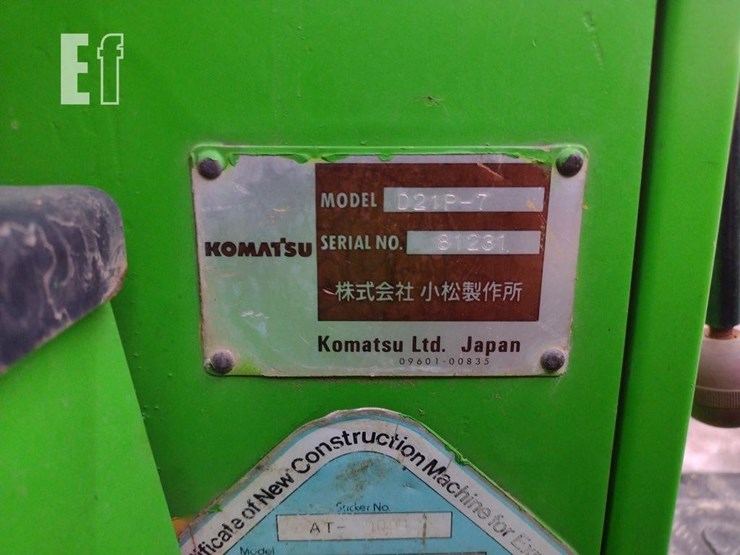 Ef
KOMATSU
MODEL D21P-7
SERIAL NO. 81231
株式会社 小松製作所
Komatsu Ltd. Japan
09601-00835
ificate of New Construction Machine for
Sticker No.
AT-
Model